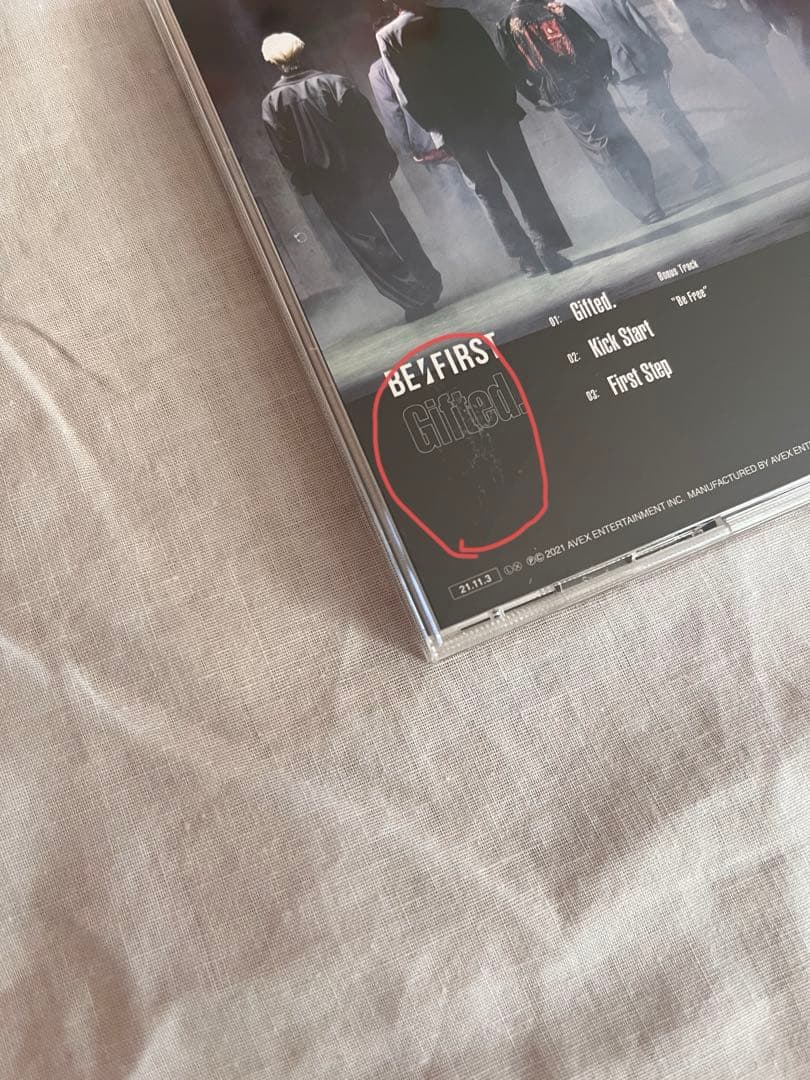 BE:FIRST
Gifted.
01: Gifted.
02: Kick Start
03: First Step
Bonus Track
"Be Free"
21.11.3 Ⓛ Ⓧ ℗© 2021 AVEX ENTERTAINMENT INC. MANUFACTURED BY AVEX